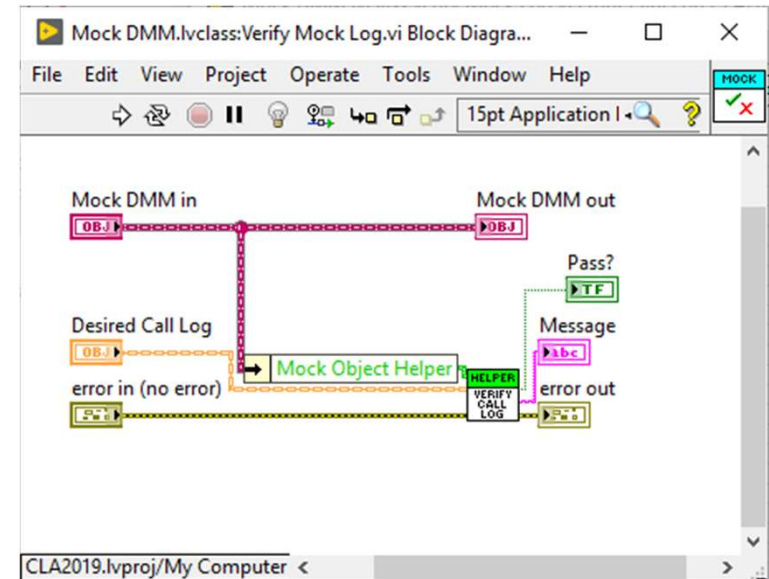 Mock DMM.lvclass:Verify Mock Log.vi Block Diagra...
File Edit View Project Operate Tools Window Help
MOCK
15pt Application
Mock DMM in
Mock DMM out
OBJ
OBJ
Pass?
TF
Desired Call Log
Message
OBJ
abc
Mock Object Helper
HELPER
VERIFY
CALL
LOG
error in (no error)
error out
CLA2019.lvproj/My Computer